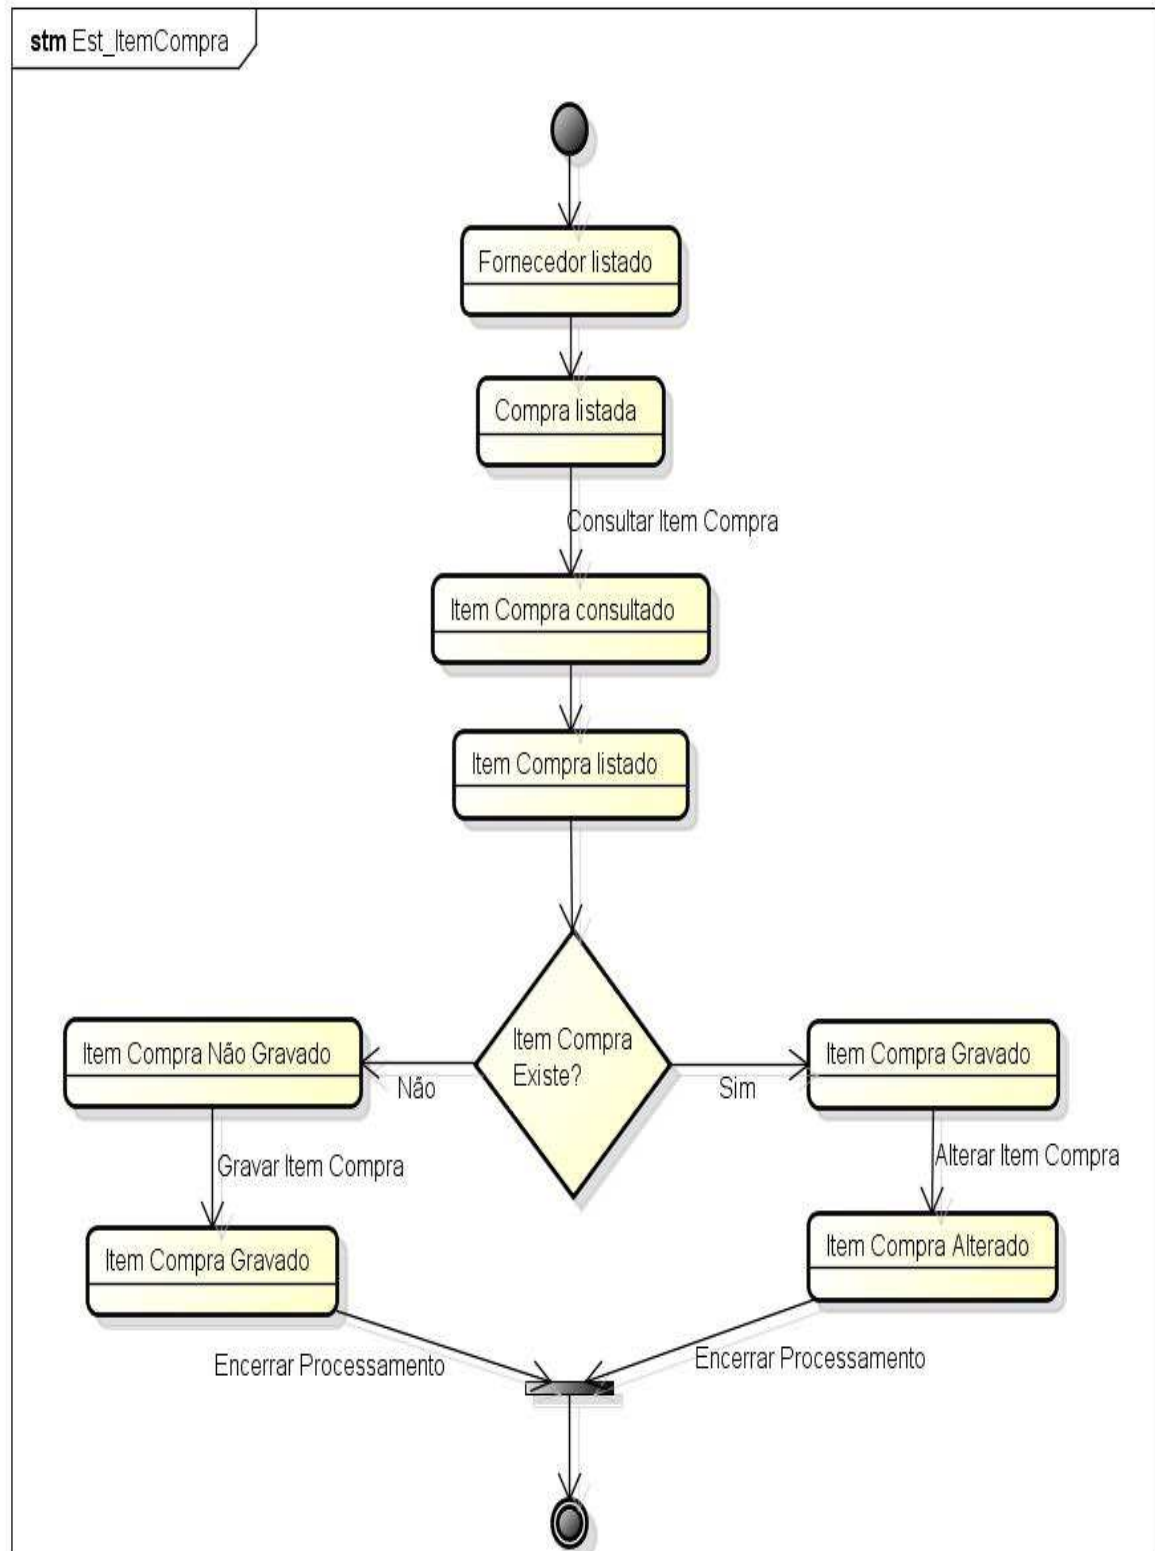 stm Est_ItemCompra
Fornecedor listado
Compra listada
Consultar Item Compra
Item Compra consultado
Item Compra listado
Item Compra
Existe?
Não
Sim
Item Compra Não Gravado
Item Compra Gravado
Gravar Item Compra
Alterar Item Compra
Item Compra Gravado
Item Compra Alterado
Encerrar Processamento
Encerrar Processamento